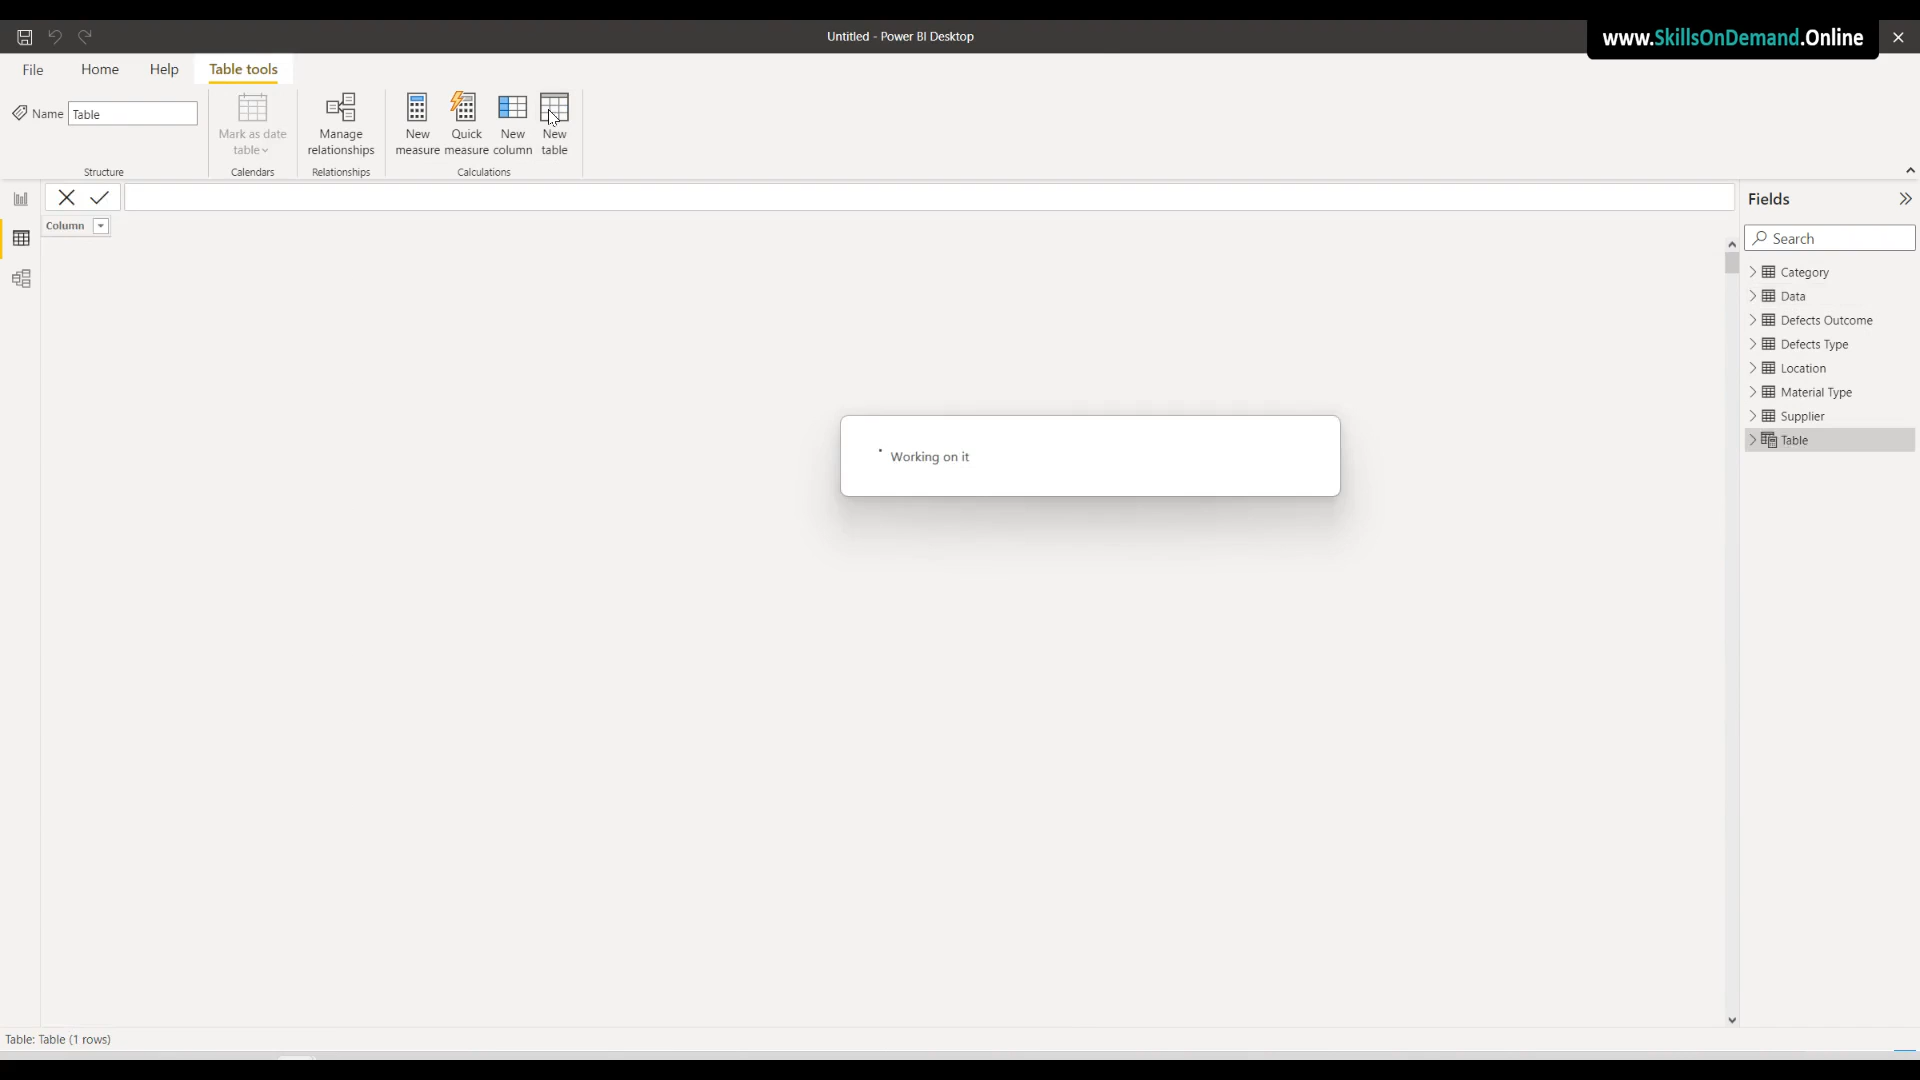 Untitled - Power BI Desktop
www.SkillsOnDemand.Online
File
Home
Help
Table tools
Name
Table
Mark as date
table
Manage
relationships
New
measure
Quick
measure
New
column
New
table
Structure
Calendars
Relationships
Calculations
Column
Fields
Search
Category
Data
Defects Outcome
Defects Type
Location
Material Type
Supplier
Table
Working on it
Table: Table (1 rows)